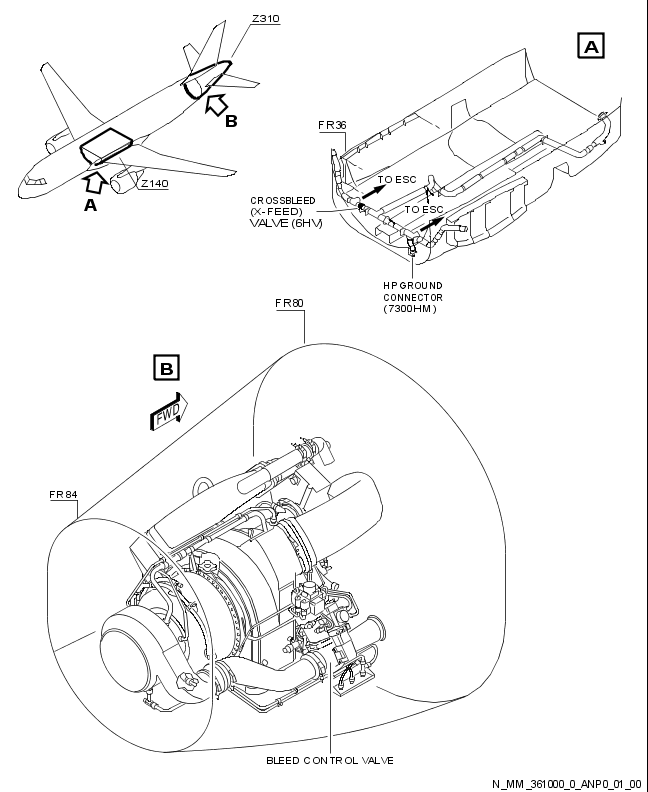 Z310
A
B
FR36
TO ESC
Z140
A
CROSSBLEED
(X-FEED)
VALVE (6HV)
TO ESC
HP GROUND
CONNECTOR
(7300HM)
FR80
B
FWD
FR84
BLEED CONTROL VALVE
N_MM_361000_0_ANP0_01_00